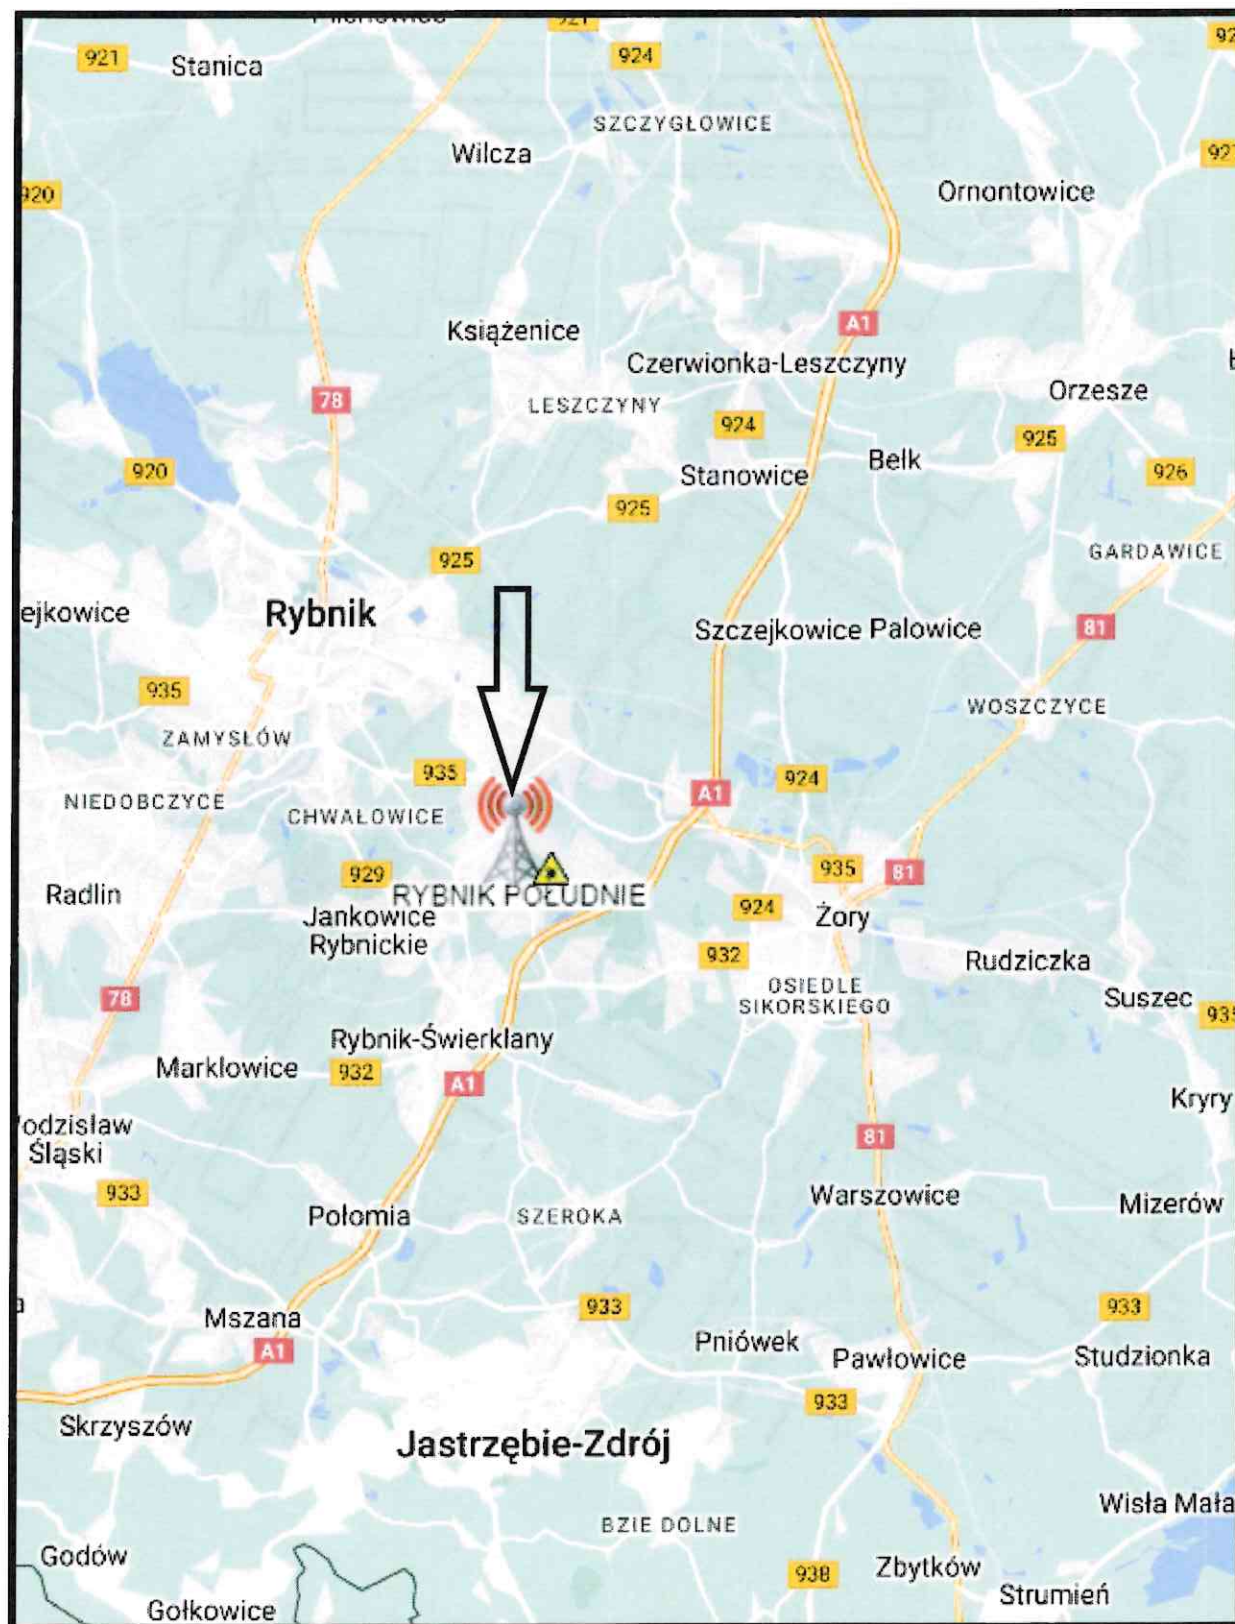 921
924
921
Stanica
SZCZYGŁOWICE
Wilcza
920
Ornontowice
Książenice
A1
Czerwionka-Leszczyny
78
LESZCZYNY
Orzesze
924
925
Belk
920
Stanowice
926
925
GARDAWICE
925
ejkowice
Rybnik
Szczejkowice
Palowice
81
935
WOSZCZYCE
ZAMYSŁÓW
935
924
NIEDOBCZYCE
A1
CHWAŁOWICE
935
81
929
Radlin
RYBNIK POŁUDNIE
924
Żory
Jankowice
Rybnickie
932
Rudziczka
78
OSIEDLE
SIKORSKIEGO
Suszec
935
Rybnik-Świerklany
Marklowice
932
A1
Kryry
odzisław
Śląski
81
933
Warszowice
Mizerów
Połomia
SZEROKA
933
933
Mszana
A1
Pniówek
Pawłowice
Studzionka
933
Skrzyszów
Jastrzębie-Zdrój
Wisła Mała
BZIE DOLNE
Godów
938
Zbytków
Strumień
Gołkowice